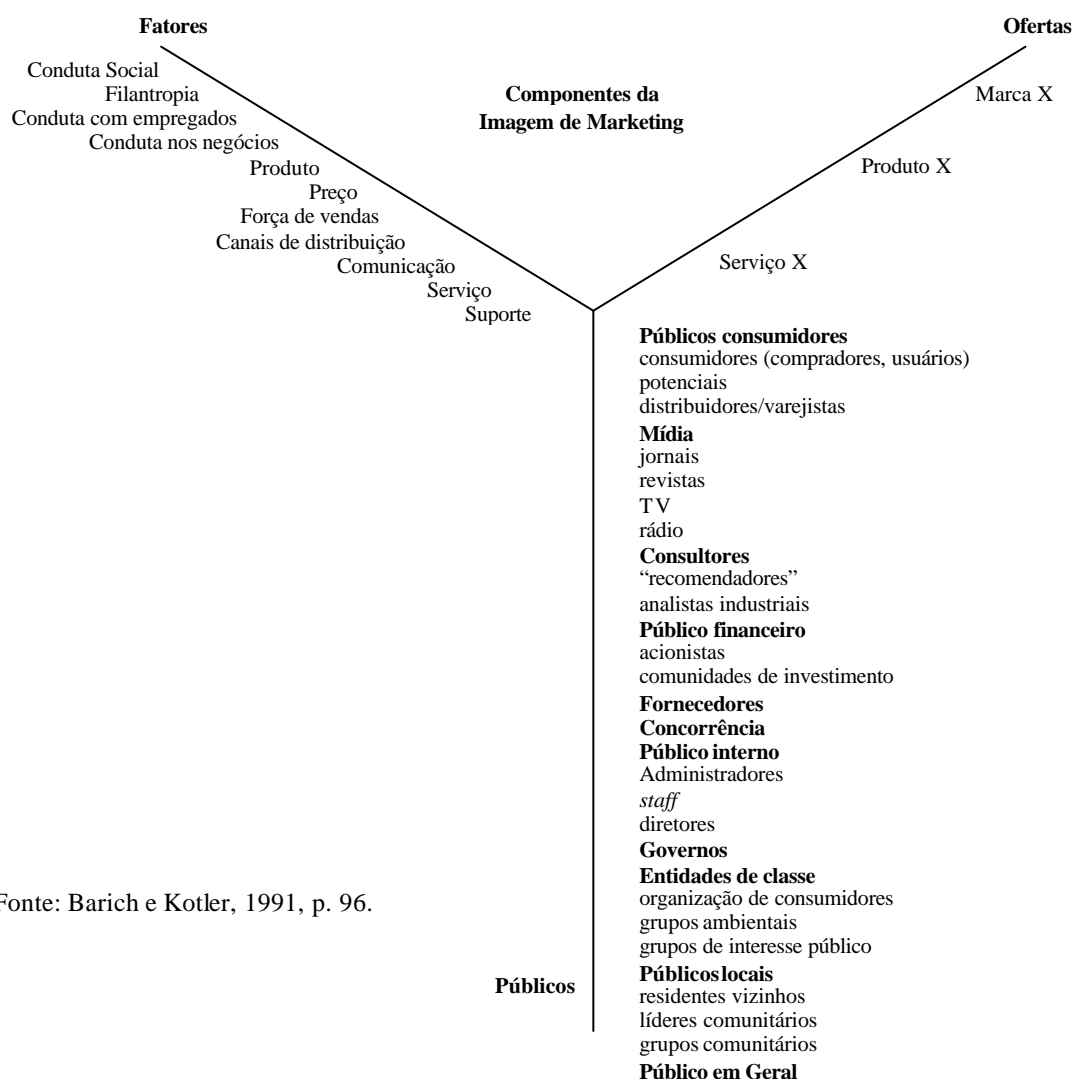 Fatores
Ofertas
Conduta Social
Filantropia
Conduta com empregados
Conduta nos negócios
Produto
Preço
Força de vendas
Canais de distribuição
Comunicação
Serviço
Suporte
Componentes da
Imagem de Marketing
Marca X
Produto X
Serviço X
Públicos consumidores
consumidores (compradores, usuários)
potenciais
distribuidores/varejistas
Mídia
jornais
revistas
TV
rádio
Consultores
“recomendadores”
analistas industriais
Público financeiro
acionistas
comunidades de investimento
Fornecedores
Concorrência
Público interno
Administradores
staff
diretores
Governos
Entidades de classe
organização de consumidores
grupos ambientais
grupos de interesse público
Públicos locais
residentes vizinhos
líderes comunitários
grupos comunitários
Público em Geral
Públicos
Fonte: Barich e Kotler, 1991, p. 96.